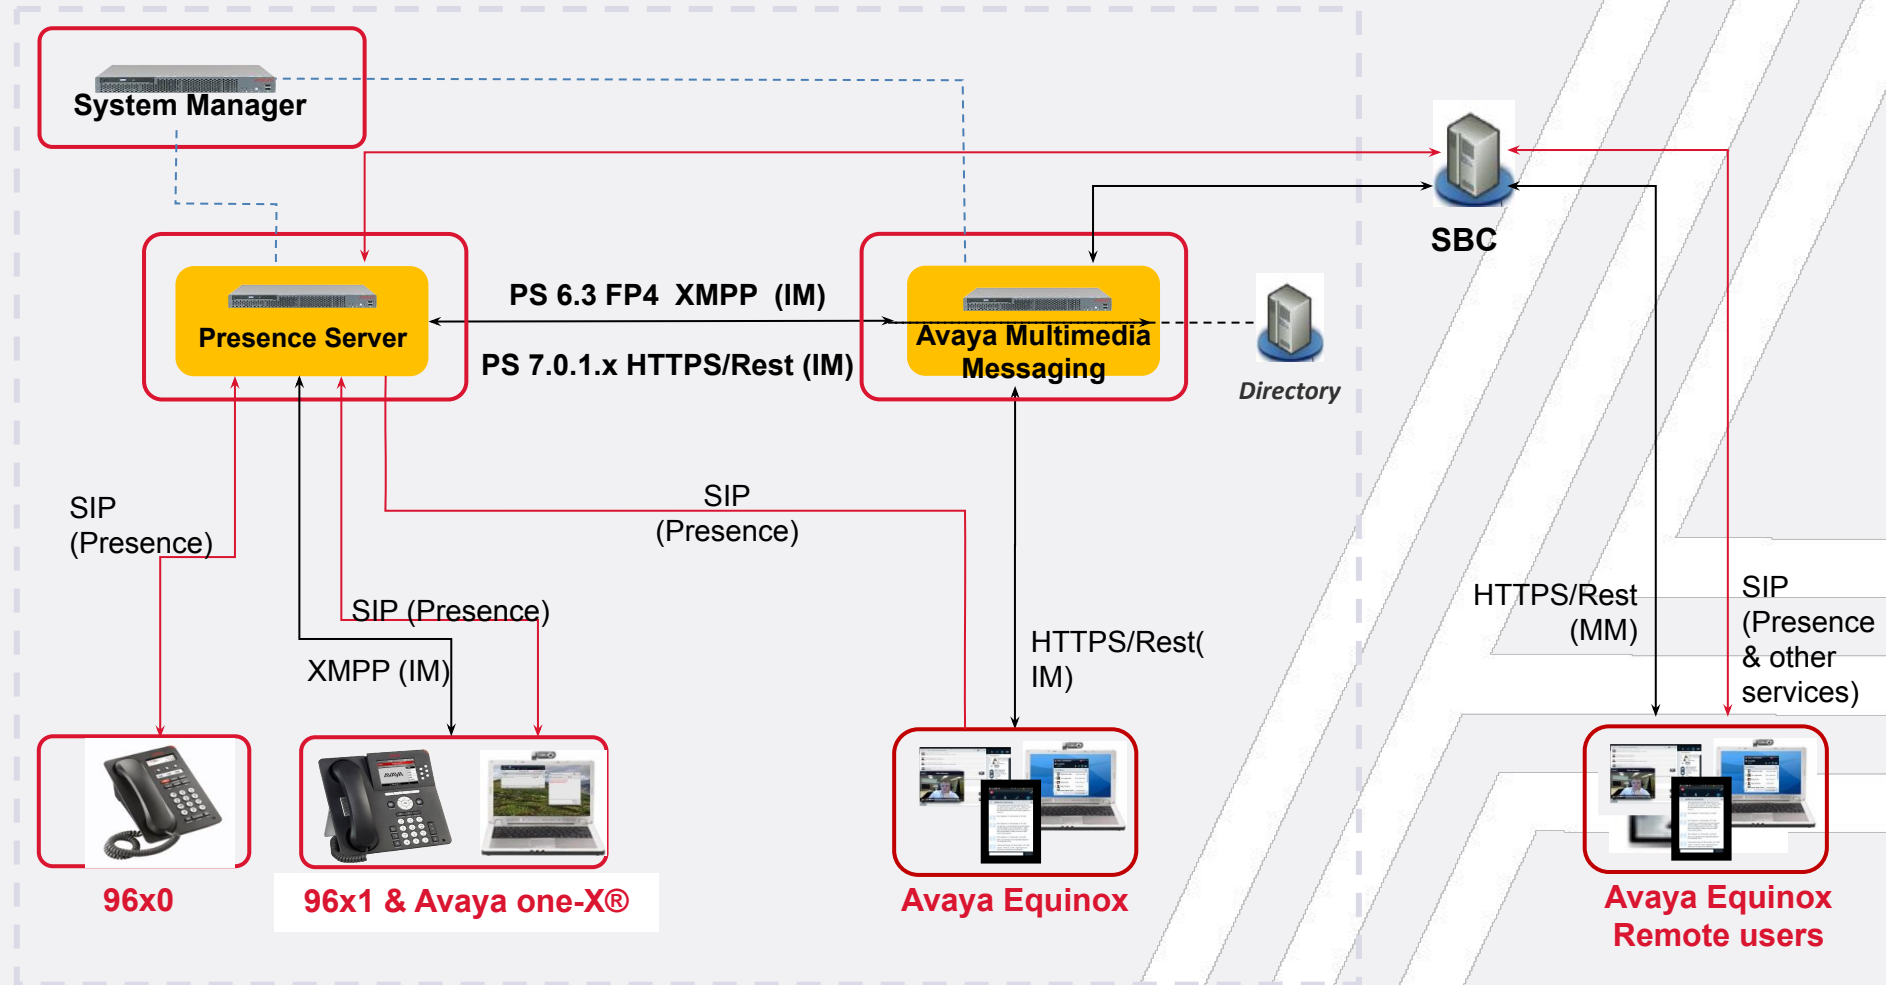 System Manager
SBC
PS 6.3 FP4 XMPP (IM)
Presence Server
Avaya Multimedia
Messaging
PS 7.0.1.x HTTPS/Rest (IM)
Directory
SIP
(Presence)
SIP
(Presence)
SIP (Presence)
XMPP (IM)
HTTPS/Rest(
IM)
HTTPS/Rest
(MM)
SIP
(Presence
& other
services)
AVAYA
96x0
96x1 & Avaya one-X®
Avaya Equinox
Avaya Equinox
Remote users